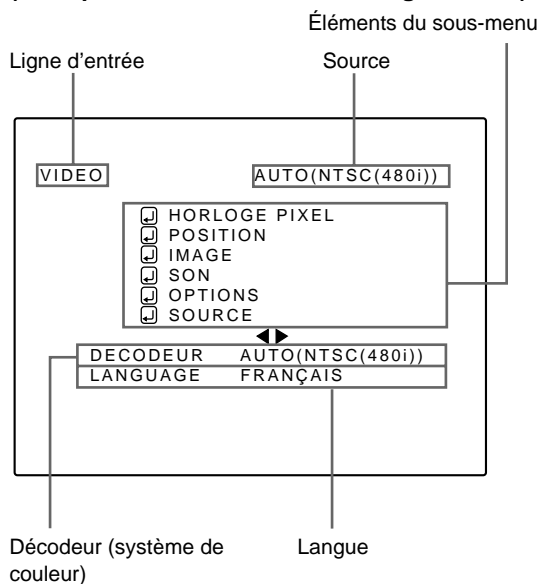 Éléments du sous-menu
Ligne d'entrée
Source
VIDEO
AUTO(NTSC(480i))
HORLOGE PIXEL
POSITION
IMAGE
SON
OPTIONS
SOURCE
DECODEUR AUTO(NTSC(480i))
LANGUAGE FRANÇAIS
Décodeur (système de
couleur)
Langue